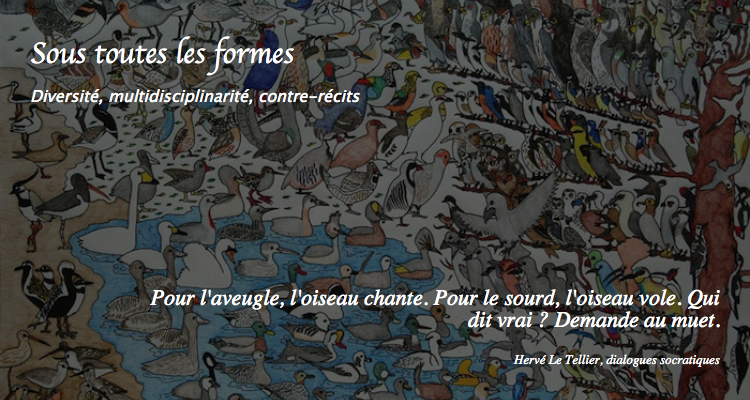 Sous toutes les formes
Diversité, multidisciplinarité, contre-récits
Pour l'aveugle, l'oiseau chante. Pour le sourd, l'oiseau vole. Qui
dit vrai ? Demande au muet.
Hervé Le Tellier, dialogues socratiques